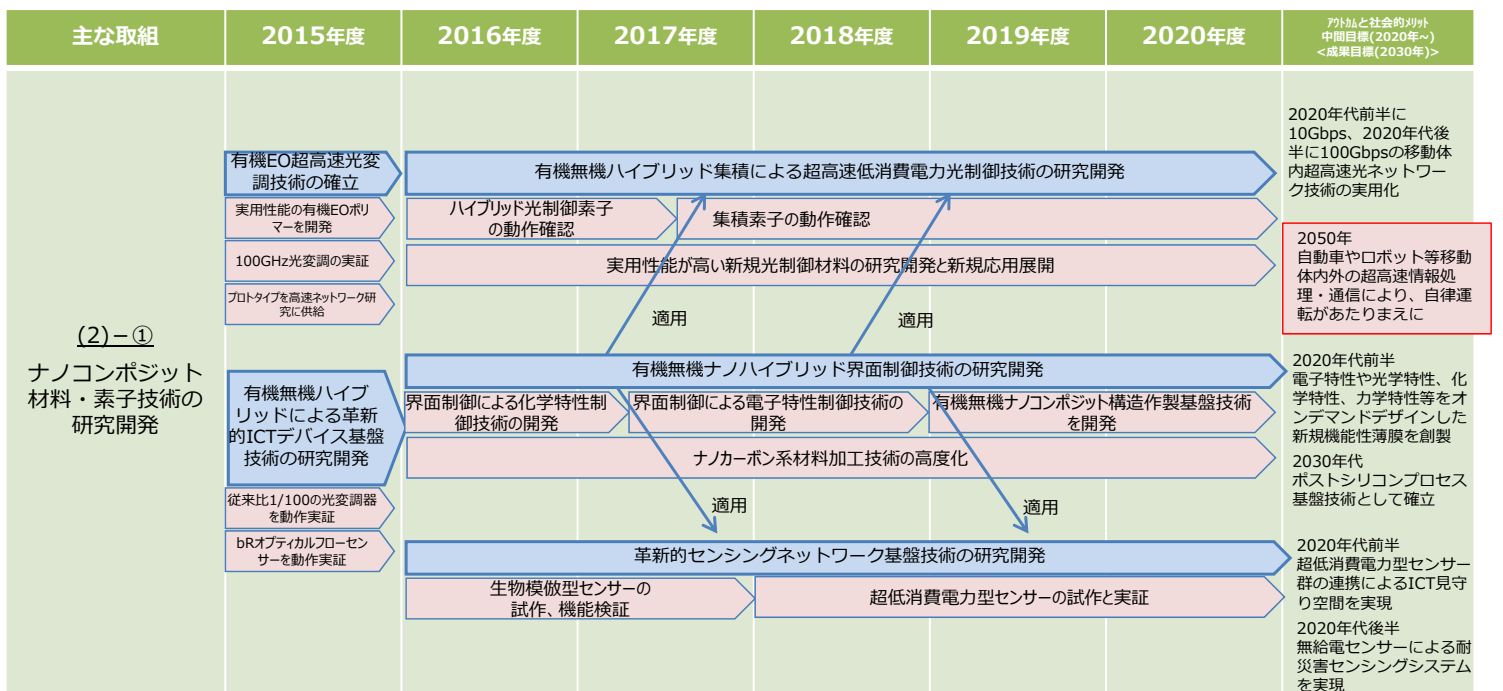 主な取組
2015年度
2016年度
2017年度
2018年度
2019年度
2020年度
ｱｳﾄｶﾑと社会的ﾒﾘｯﾄ
中間目標(2020年~)
<成果目標(2030年)>
(2)－①
ナノコンポジット
材料・素子技術の
研究開発
有機EO超高速光変
調技術の確立
有機無機ハイブリッド集積による超高速低消費電力光制御技術の研究開発
実用性能の有機EOポリ
マーを開発
ハイブリッド光制御素子
の動作確認
集積素子の動作確認
100GHz光変調の実証
実用性能が高い新規光制御材料の研究開発と新規応用展開
プロトタイプを高速ネットワーク研
究に供給
適用
適用
2020年代前半に
10Gbps、2020年代後
半に100Gbpsの移動体
内超高速光ネットワー
ク技術の実用化
2050年
自動車やロボット等移動
体内外の超高速情報処
理・通信により、自律運
転があたりまえに
有機無機ハイブ
リッドによる革新
的ICTデバイス基盤
技術の研究開発
有機無機ナノハイブリッド界面制御技術の研究開発
界面制御による化学特性制
御技術の開発
界面制御による電子特性制御技術の
開発
有機無機ナノコンポジット構造作製基盤技術
を開発
ナノカーボン系材料加工技術の高度化
従来比1/100の光変調器
を動作実証
bRオプティカルフローセン
サーを動作実証
適用
適用
2020年代前半
電子特性や光学特性、化
学特性、力学特性等をオ
ンデマンドデザインした
新規機能性薄膜を創製
2030年代
ポストシリコンプロセス
基盤技術として確立
革新的センシングネットワーク基盤技術の研究開発
生物模倣型センサーの
試作、機能検証
超低消費電力型センサーの試作と実証
2020年代前半
超低消費電力型センサー
群の連携によるICT見守
り空間を実現
2020年代後半
無給電センサーによる耐
災害センシングシステム
を実現